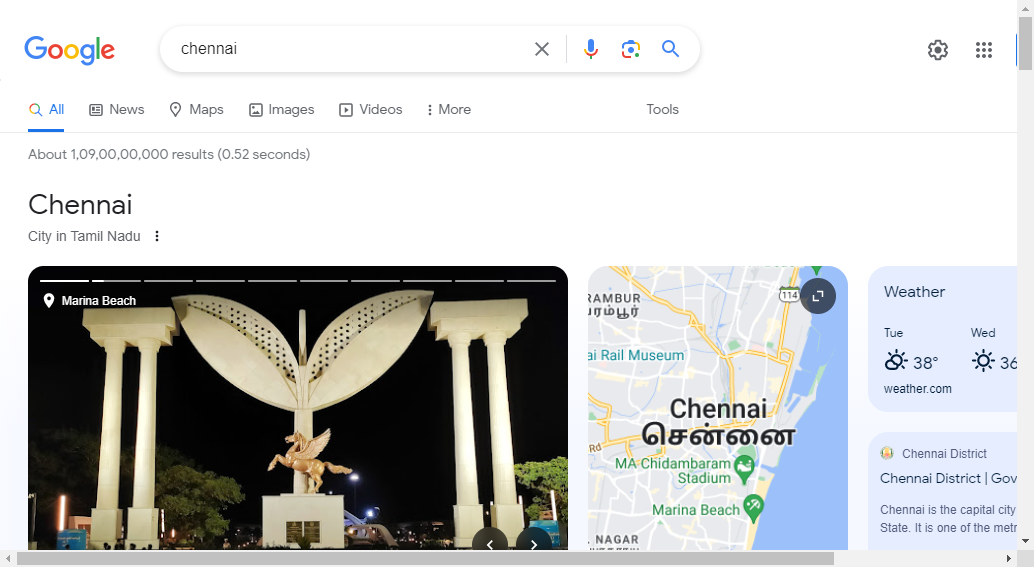 Google
chennai
All
News
Maps
Images
Videos
More
Tools
About 1,09,00,00,000 results (0.52 seconds)
Chennai
City in Tamil Nadu
Marina Beach
114
RAMBUR
ai Rail Museum
Chennai
சென்னை
Rd
MA Chidambaram
Stadium
Marina Beach
. NAGAR
Weather
Tue
Wed
38°
36
weather.com
Chennai District
Chennai District | Gov
Chennai is the capital city
State. It is one of the metr